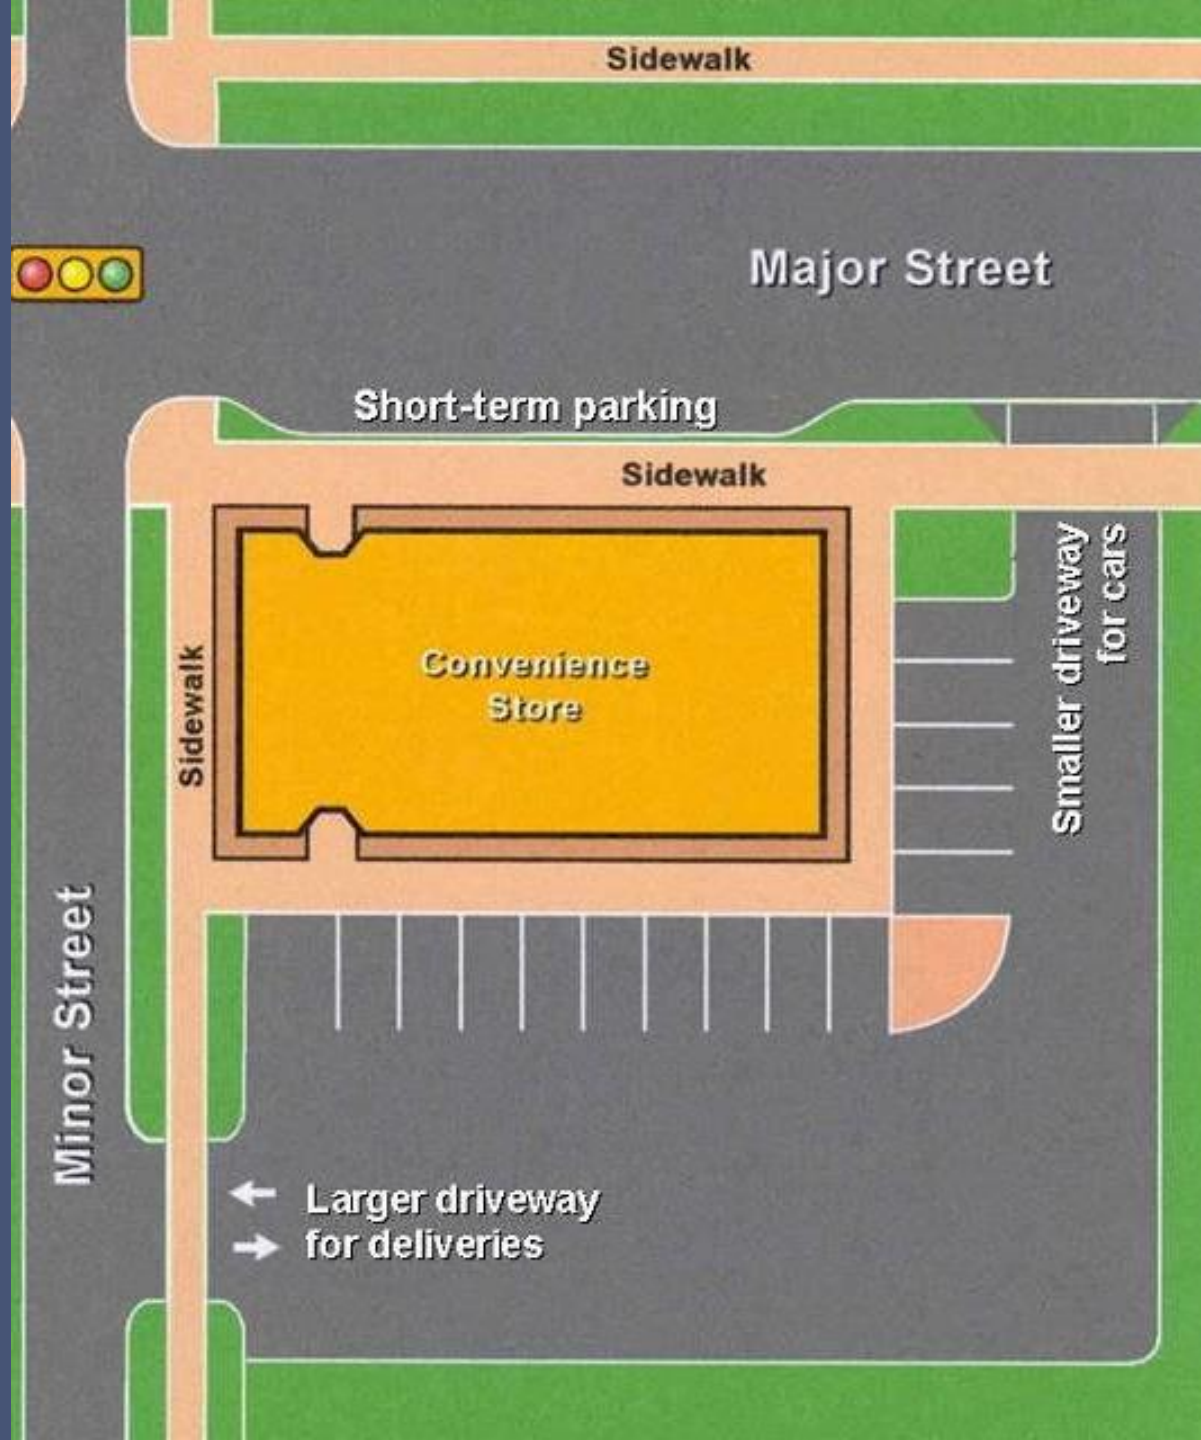 Sidewalk
Major Street
Short-term parking
Sidewalk
Smaller driveway
for cars
Convenience
Store
Sidewalk
Minor Street
Larger driveway
for deliveries